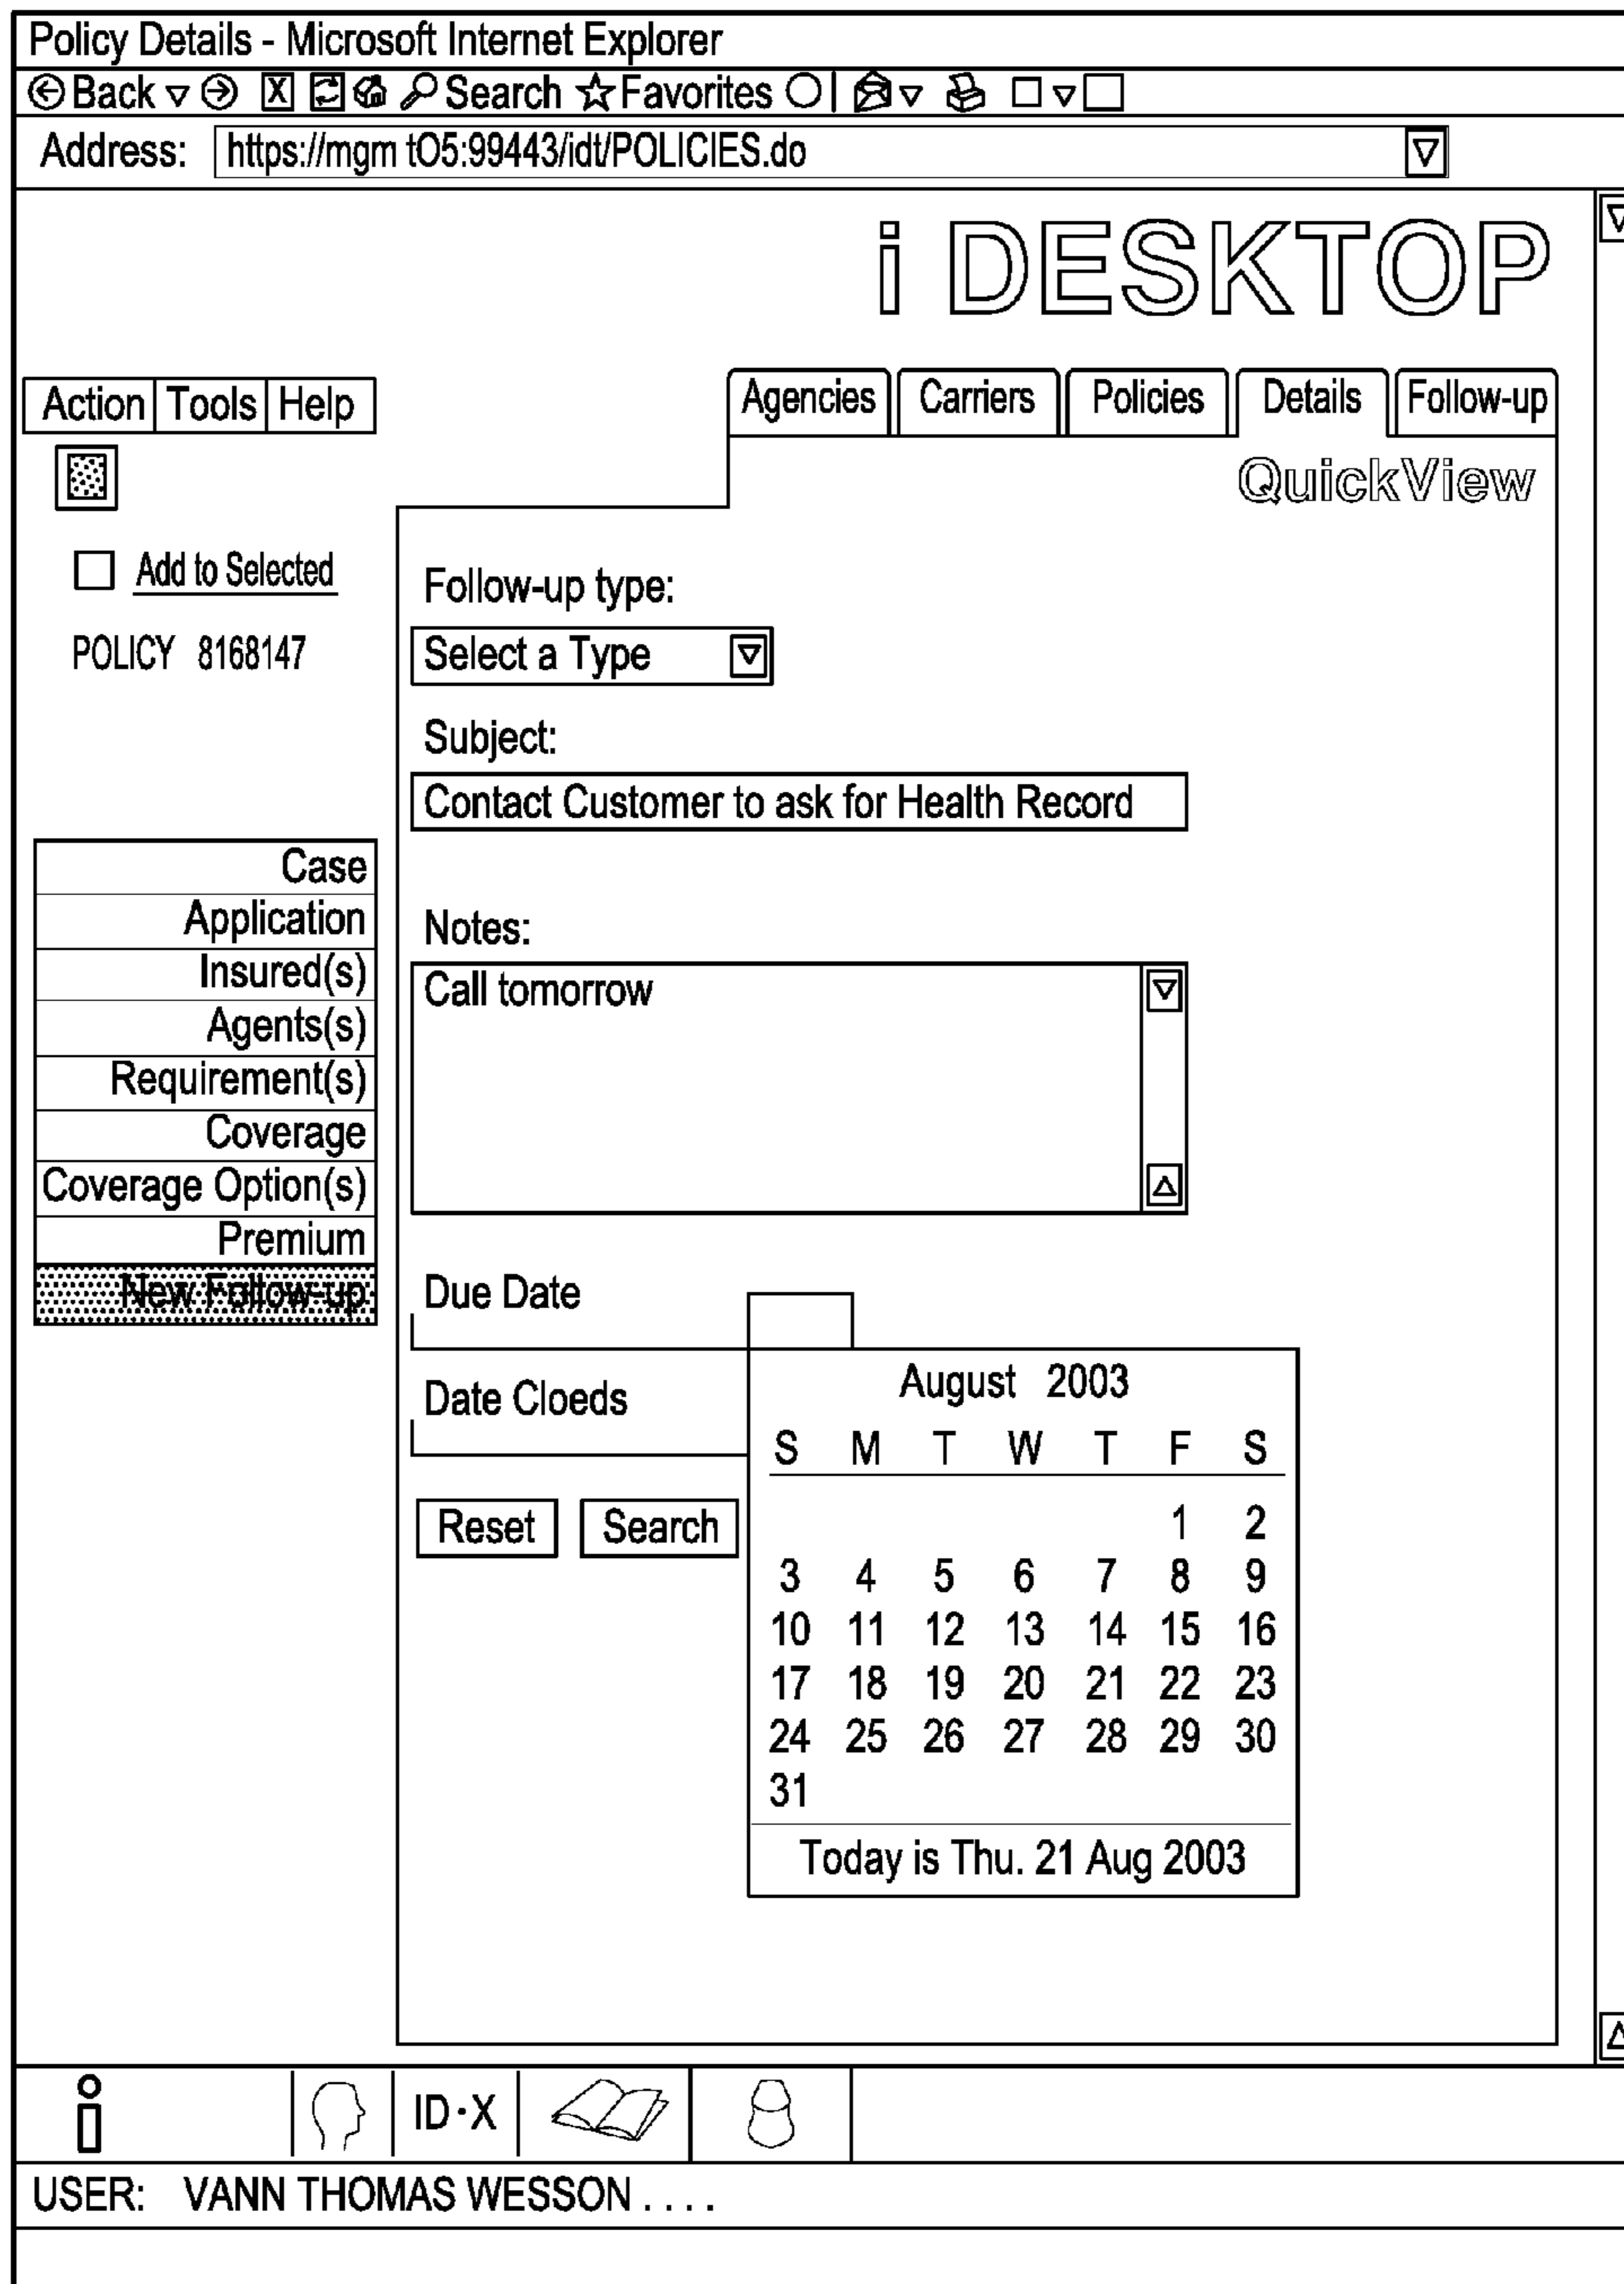 Policy Details - Microsoft Internet Explorer
Back Search Favorites
Address: https://mgm tO5:99443/idt/POLICIES.do
i DESKTOP
Action Tools Help
Agencies Carriers Policies Details Follow-up
QuickView
Add to Selected
POLICY 8168147
Case
Application
Insured(s)
Agents(s)
Requirement(s)
Coverage
Coverage Option(s)
Premium
New Follow-up
Follow-up type:
Select a Type
Subject:
Contact Customer to ask for Health Record
Notes:
Call tomorrow
Due Date
Date Cloeds
Reset Search
August 2003
S M T W T F S
1 2
3 4 5 6 7 8 9
10 11 12 13 14 15 16
17 18 19 20 21 22 23
24 25 26 27 28 29 30
31
Today is Thu. 21 Aug 2003
ID·X
USER: VANN THOMAS WESSON . . . .